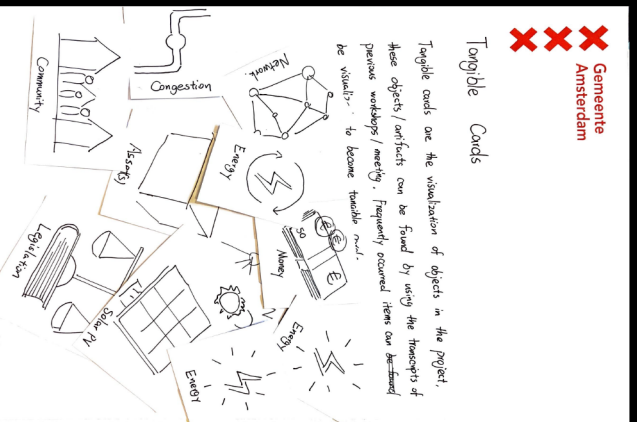 Gemeente
Amsterdam
Tangible Cards
Tangible cards are the visualization of objects in the project,
these objects / artifacts can be found by using the transcripts of
previous workshops / meeting. Frequently occurred items can be found
be to become tangible
Network
Congestion
Community
Energy
Assets
Money
50
€
€
€
Legislation
Solar PV
Energy
Energy